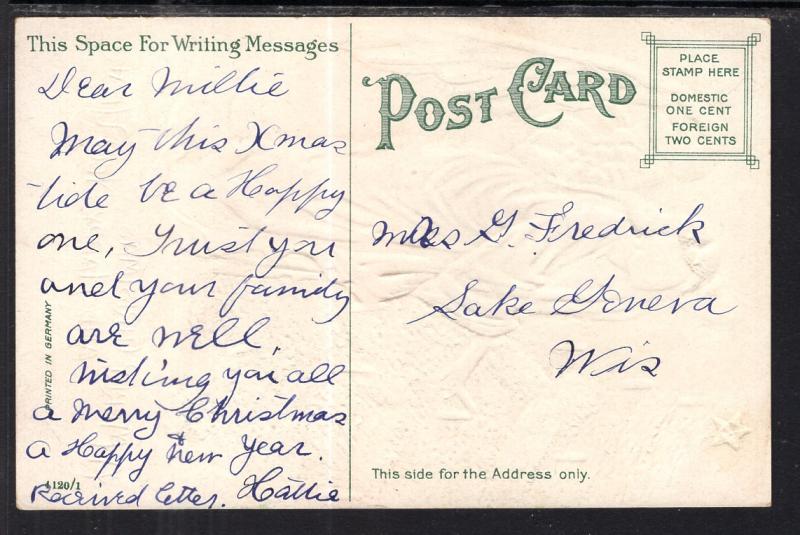 This Space For Writing Messages
Dear Millie
May this Xmas
tide be a Happy
one, Trust you
and your family
are well.
Wishing you all
a Merry Christmas
a Happy + New Year.
Received letter. Hattie
PRINTED IN GERMANY
4120/1
POST CARD
PLACE
STAMP HERE
DOMESTIC
ONE CENT
FOREIGN
TWO CENTS
G. Fredrick
Lake Geneva
Wis
This side for the Address only.